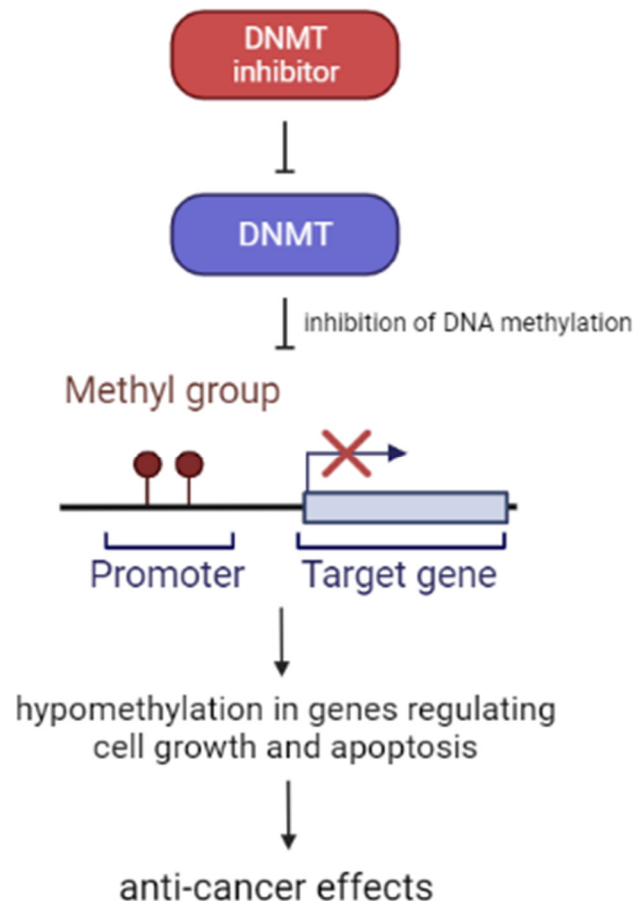 DNMT
inhibitor
DNMT
inhibition of DNA methylation
Methyl group
Promoter
Target gene
hypomethylation in genes regulating
cell growth and apoptosis
anti-cancer effects